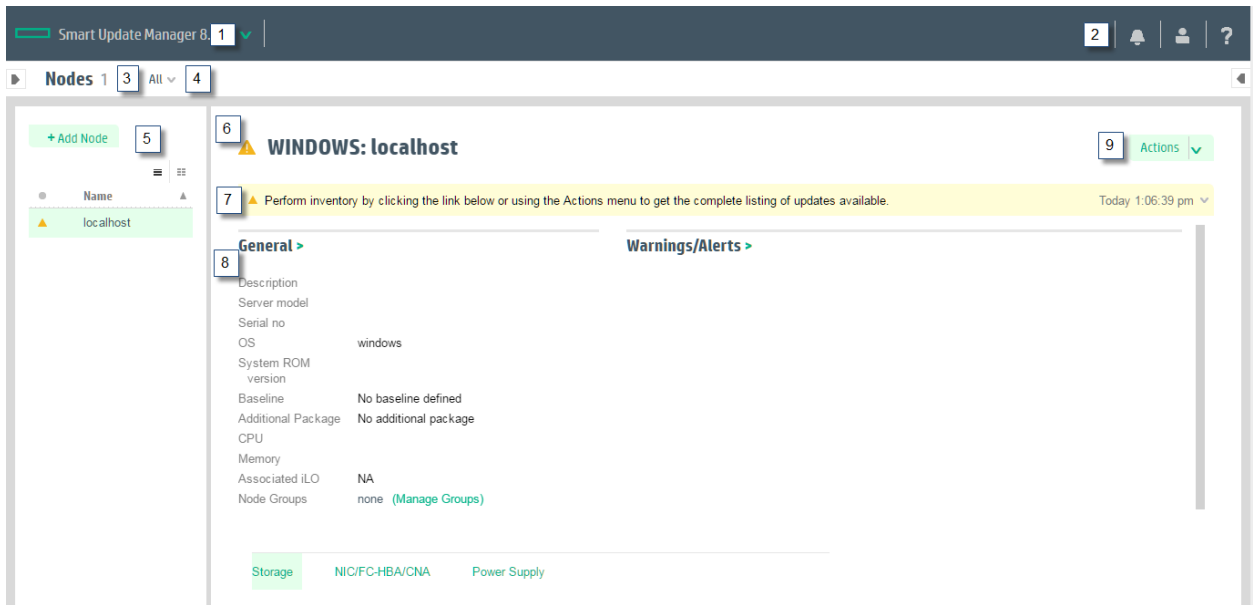 Smart Update Manager 8. 1
2 ?
Nodes 1 3 All 4
+ Add Node 5
6 WINDOWS: localhost
9 Actions
Name
7 Perform inventory by clicking the link below or using the Actions menu to get the complete listing of updates available. Today 1:06:39 pm
localhost
General > Warnings/Alerts >
8
Description
Server model
Serial no
OS windows
System ROM
version
Baseline No baseline defined
Additional Package No additional package
CPU
Memory
Associated iLO NA
Node Groups none (Manage Groups)
Storage NIC/FC-HBA/CNA Power Supply